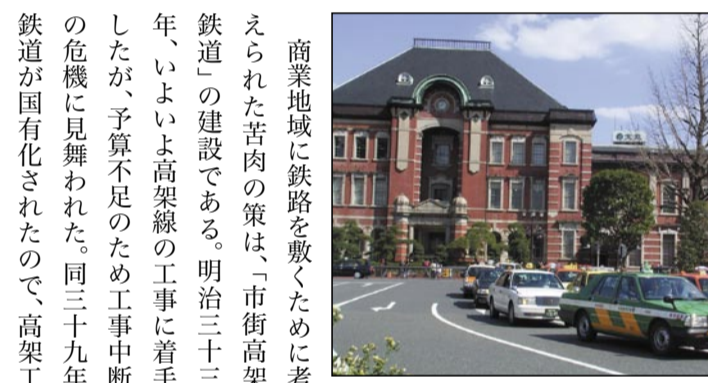 商業地域に鉄路を敷くために考
えられた苦肉の策は、「市街高架
鉄道」の建設である。明治三十三
年、いよいよ高架線の工事に着手
したが、予算不足のため工事中断
の危機に見舞われた。同三十九年
鉄道が国有化されたので、高架工